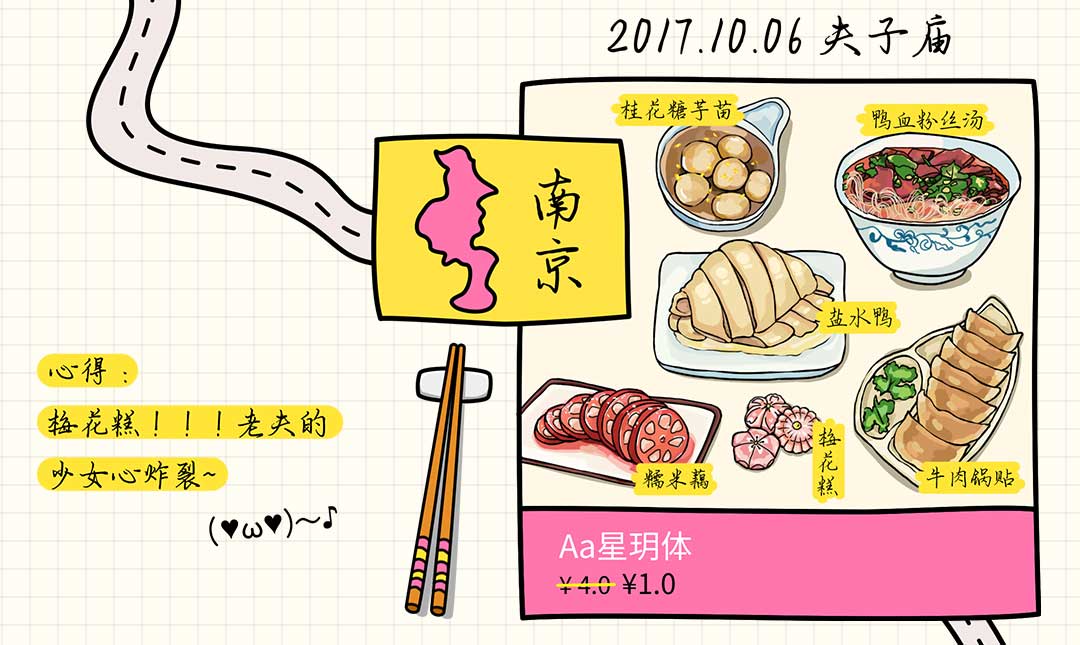 2017.10.06 夫子庙
桂花糖芋苗
鸭血粉丝汤
南京
盐水鸭
心得：
梅花糕！！！老夫的
少女心炸裂~
(♥ω♥)～♪
糯米藕
梅花糕
牛肉锅贴
Aa星玥体
¥4.0 ¥1.0